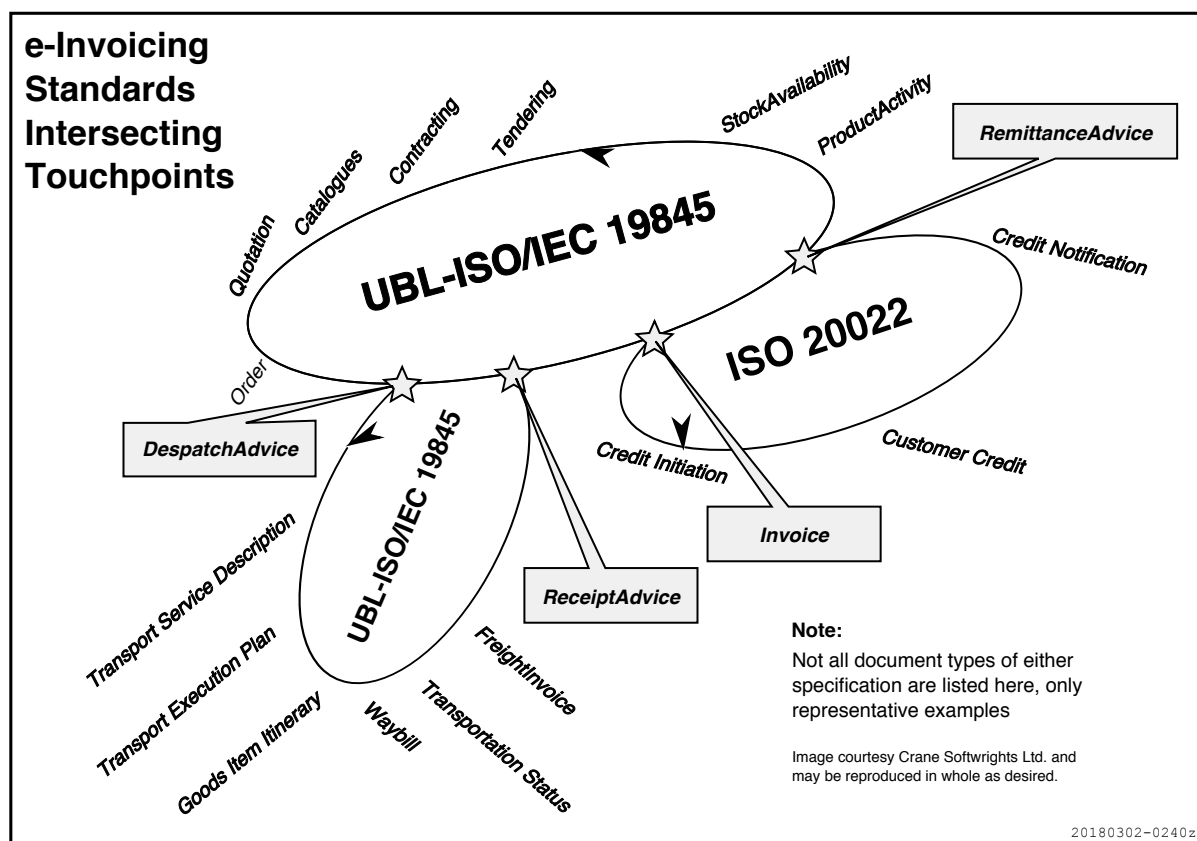 e-Invoicing
Standards
Intersecting
Touchpoints
Quotation
Catalogues
Contracting
Tendering
StockAvailability
ProductActivity
RemittanceAdvice
UBL-ISO/IEC 19845
Credit Notification
ISO 20022
Order
DespatchAdvice
UBL-ISO/IEC 19845
Credit Initiation
Customer Credit
Invoice
ReceiptAdvice
Transport Service Description
Transport Execution Plan
Goods Item Itinerary
Waybill
Transportation Status
FreightInvoice
Note:
Not all document types of either
specification are listed here, only
representative examples
Image courtesy Crane Softwrights Ltd. and
may be reproduced in whole as desired.
20180302-0240z